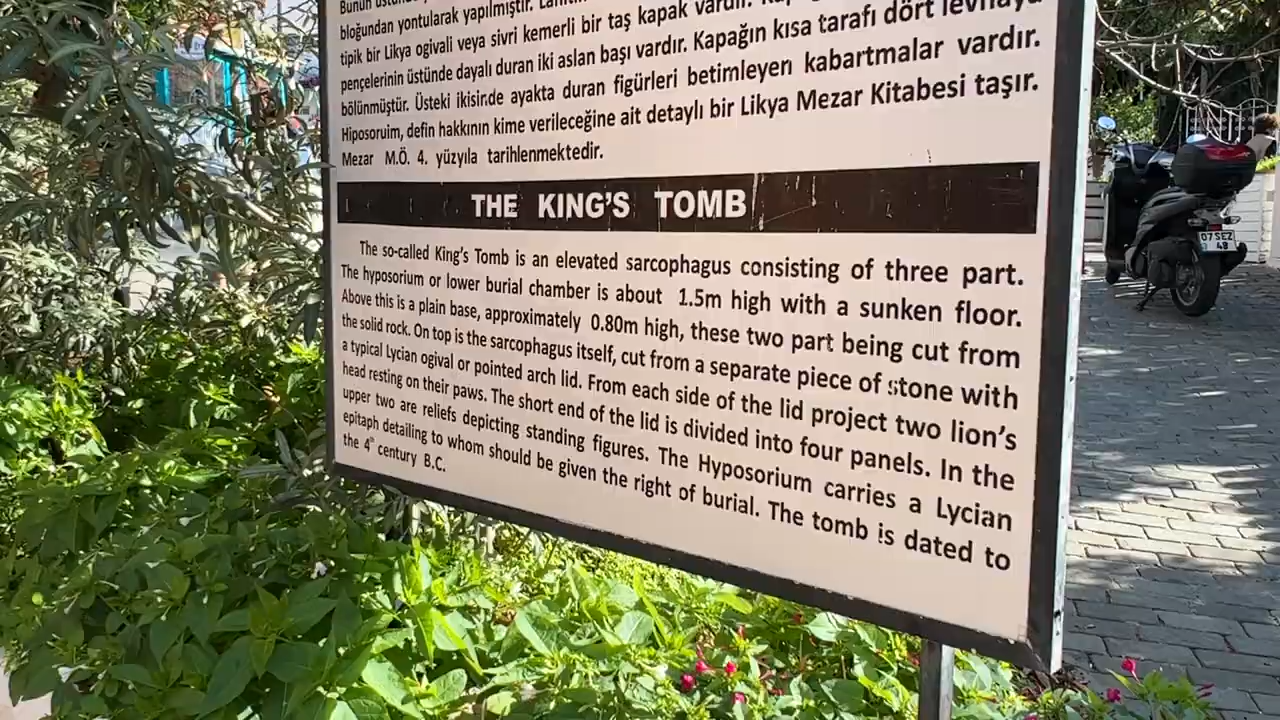 Bunun
bloğundan yontularak yapılmıştır.
tipik bir Likya ogivali veya sivri kemerli bir taş kapak vardır.
pençelerinin üstünde dayalı duran iki aslan başı vardır. Kapağın kısa tarafı dört levhaya
bölünmüştür. Üsteki ikisinde ayakta duran figürleri betimleyen kabartmalar vardır.
Hiposoruim, defin hakkının kime verileceğine ait detaylı bir Likya Mezar Kitabesi taşır.
Mezar M.Ö. 4. yüzyıla tarihlenmektedir.
THE KING'S TOMB
The so-called King's Tomb is an elevated sarcophagus consisting of three part.
The hyposorium or lower burial chamber is about 1.5m high with a sunken floor.
Above this is a plain base, approximately 0.80m high, these two part being cut from
the solid rock. On top is the sarcophagus itself, cut from a separate piece of stone with
a typical Lycian ogival or pointed arch lid. From each side of the lid project two lion's
head resting on their paws. The short end of the lid is divided into four panels. In the
upper two are reliefs depicting standing figures. The Hyposorium carries a Lycian
epitaph detailing to whom should be given the right of burial. The tomb is dated to
the 4th century B.C.
07 SEZ
48